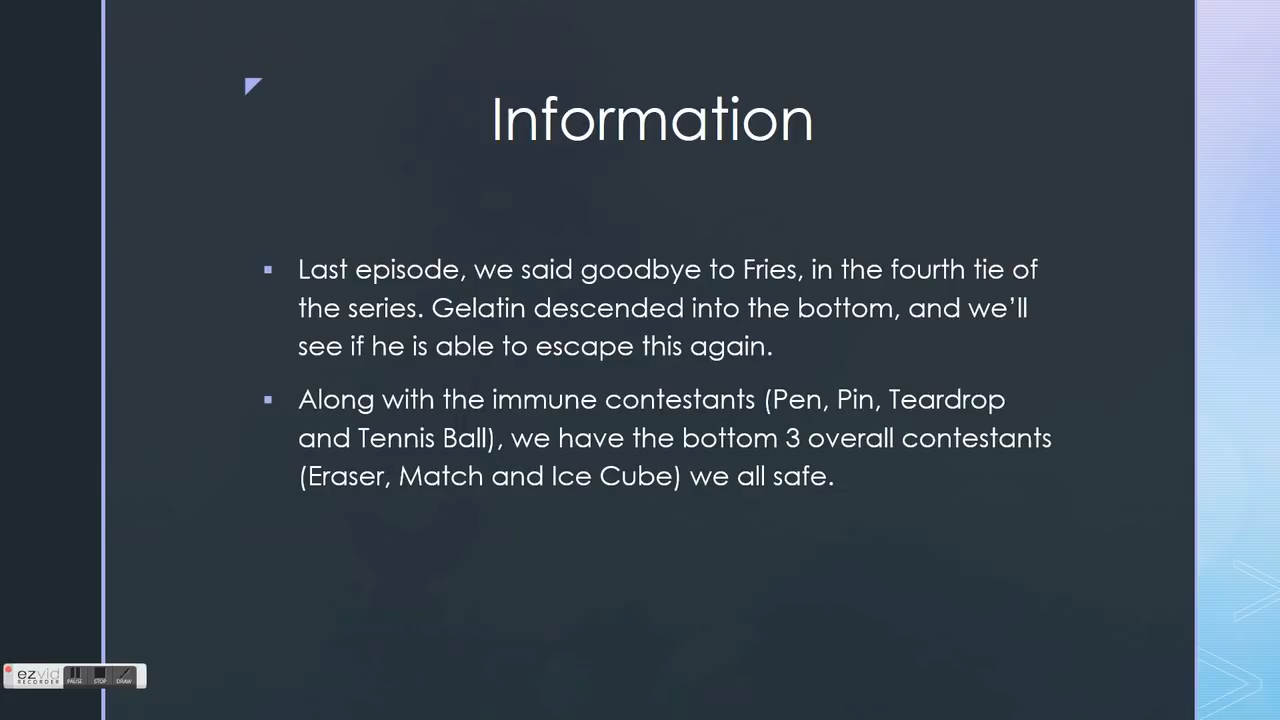 Information
Last episode, we said goodbye to Fries, in the fourth tie of
the series. Gelatin descended into the bottom, and we’ll
see if he is able to escape this again.
Along with the immune contestants (Pen, Pin, Teardrop
and Tennis Ball), we have the bottom 3 overall contestants
(Eraser, Match and Ice Cube) we all safe.
ezvid
RECORDER
PAUSE STOP DRAW